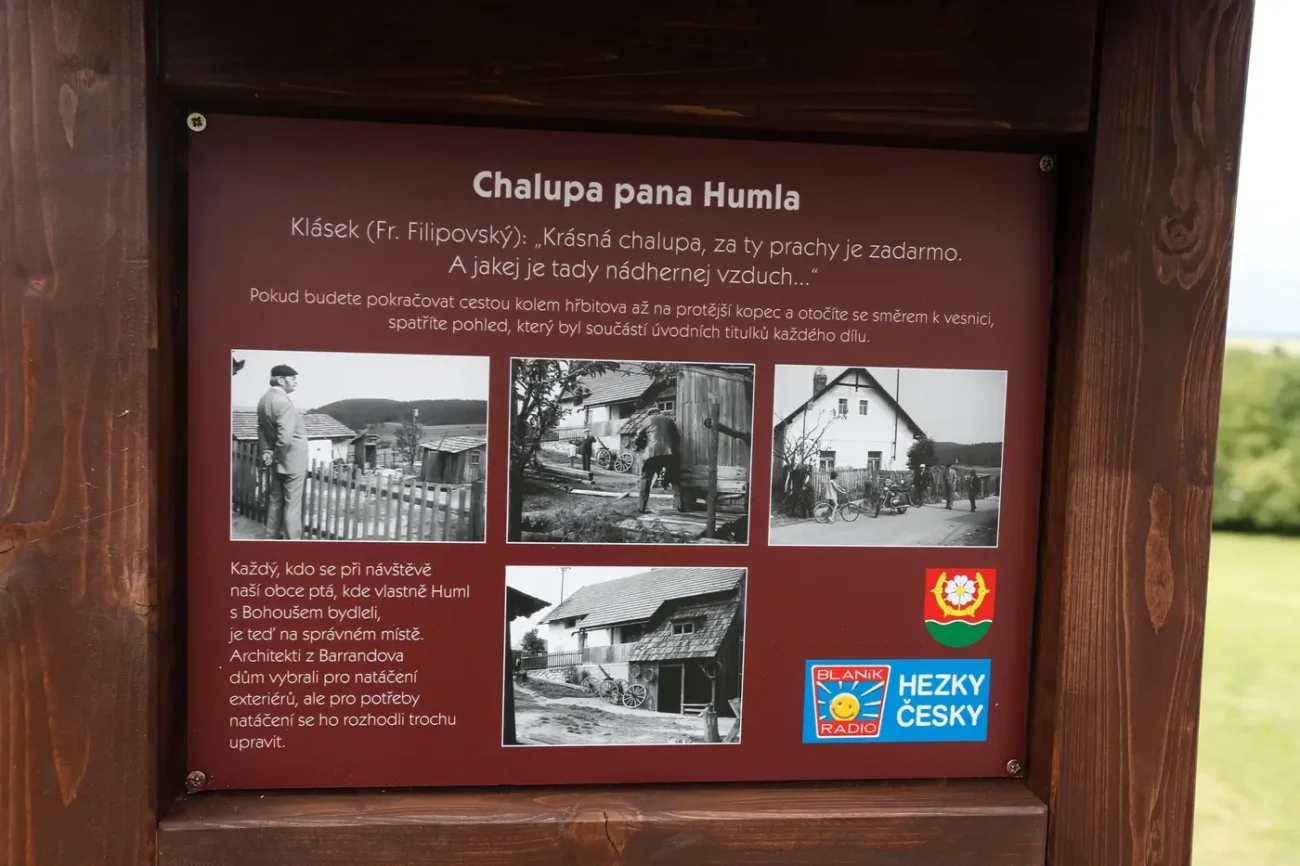 Chalupa pana Humla
Klásek (Fr. Filipovský): „Krásná chalupa, za ty prachy je zadarmo.
A jakej je tady nádhernej vzduch...“
Pokud budete pokračovat cestou kolem hřbitova až na protější kopec a otočíte se směrem k vesnici,
spatříte pohled, který byl součástí úvodních titulků každého dílu.
Každý, kdo se při návštěvě
naší obce ptá, kde vlastně Huml
s Bohoušem bydleli,
je teď na správném místě.
Architekti z Barrandova
dům vybrali pro natáčení
exteriérů, ale pro potřeby
natáčení se ho rozhodli trochu
upravit.
BLANíK
RADIO
HEZKY
ČESKY